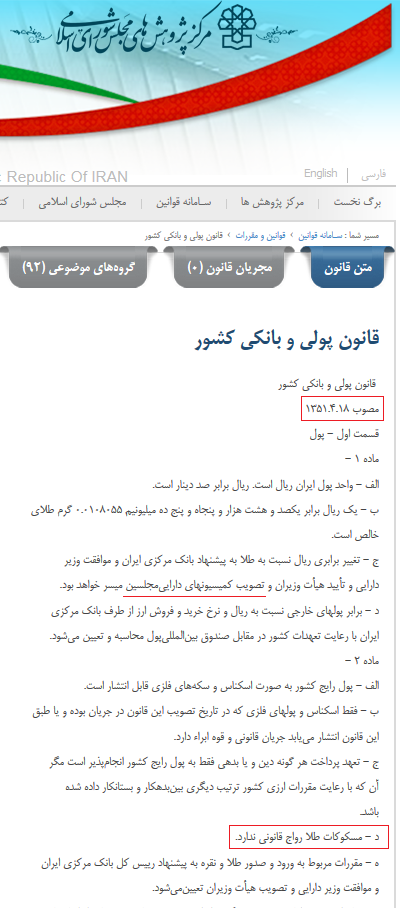 مرکز پژوهش های مجلس شورای اسلامی
Republic Of IRAN
فارسی | English
برگ نخست | مرکز پژوهش ها | سامانه قوانین | مجلس شورای اسلامی
مسیر شما : سامانه قوانین › قوانین و مقررات › قانون پولی و بانکی کشور
متن قانون
مجریان قانون (۰)
گروه‌های موضوعی (۹۲)
قانون پولی و بانکی کشور
قانون پولی و بانکی کشور
مصوب ۱۳۵۱.۴.۱۸
قسمت اول - پول
ماده ۱ -
الف - واحد پول ایران ریال است. ریال برابر صد دینار است.
ب - یک ریال برابر یکصد و هشت هزار و پنجاه و پنج ده میلیونیم ۰.۰۱۰۸۰۵۵ گرم طلای
خالص است.
ج - تغییر برابری ریال نسبت به طلا به پیشنهاد بانک مرکزی ایران و موافقت وزیر
دارایی و تأیید هیأت وزیران و تصویب کمیسیونهای دارایی‌مجلسین میسر خواهد بود.
د - برابر پولهای خارجی نسبت به ریال و نرخ خرید و فروش ارز از طرف بانک مرکزی
ایران با رعایت تعهدات کشور در مقابل صندوق بین‌المللی‌پول محاسبه و تعیین می‌شود.
ماده ۲ -
الف - پول رایج کشور به صورت اسکناس و سکه‌های فلزی قابل انتشار است.
ب - فقط اسکناس و پولهای فلزی که در تاریخ تصویب این قانون در جریان بوده و یا طبق
این قانون انتشار می‌یابد جریان قانونی و قوه ابراء دارد.
ج - تعهد پرداخت هر گونه دین و یا بدهی فقط به پول رایج کشور انجام‌پذیر است مگر
آن که با رعایت مقررات ارزی کشور ترتیب دیگری بین‌بدهکار و بستانکار داده شده
باشد.
د - مسکوکات طلا رواج قانونی ندارد.
ه - مقررات مربوط به ورود و صدور طلا و نقره به پیشنهاد رییس کل بانک مرکزی ایران
و موافقت وزیر دارایی و تصویب هیأت وزیران تعیین‌می‌شود.